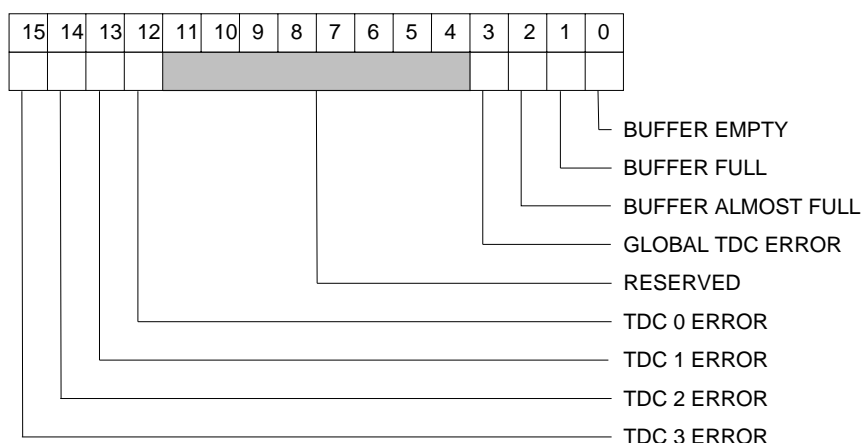 15 14 13 12 11 10 9 8 7 6 5 4 3 2 1 0
BUFFER EMPTY
BUFFER FULL
BUFFER ALMOST FULL
GLOBAL TDC ERROR
RESERVED
TDC 0 ERROR
TDC 1 ERROR
TDC 2 ERROR
TDC 3 ERROR